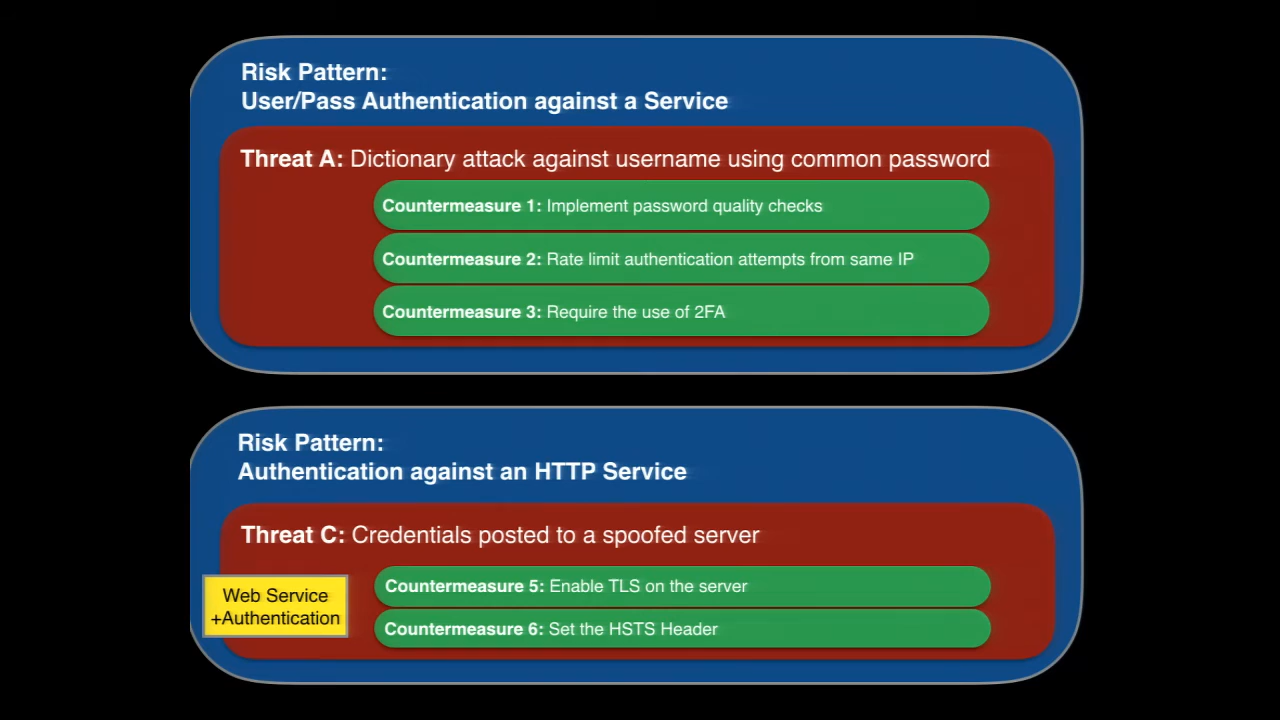 Risk Pattern:
User/Pass Authentication against a Service
Threat A: Dictionary attack against username using common password
Countermeasure 1: Implement password quality checks
Countermeasure 2: Rate limit authentication attempts from same IP
Countermeasure 3: Require the use of 2FA
Risk Pattern:
Authentication against an HTTP Service
Threat C: Credentials posted to a spoofed server
Countermeasure 5: Enable TLS on the server
Countermeasure 6: Set the HSTS Header
Web Service
+Authentication